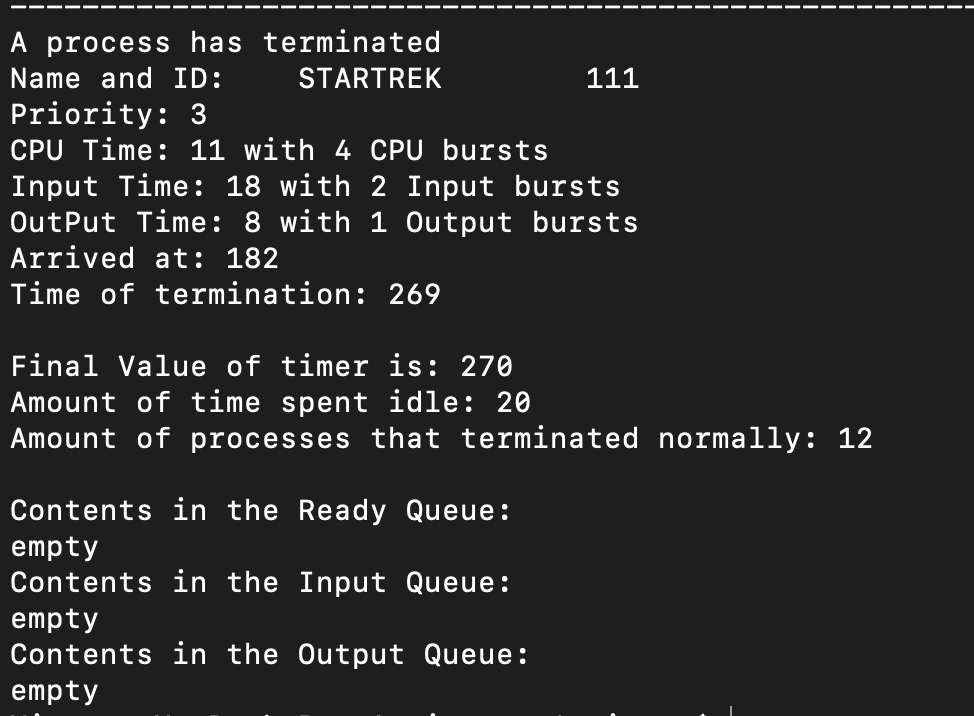 A process has terminated
Name and ID:    STARTREK        111
Priority: 3
CPU Time: 11 with 4 CPU bursts
Input Time: 18 with 2 Input bursts
OutPut Time: 8 with 1 Output bursts
Arrived at: 182
Time of termination: 269

Final Value of timer is: 270
Amount of time spent idle: 20
Amount of processes that terminated normally: 12

Contents in the Ready Queue:
empty
Contents in the Input Queue:
empty
Contents in the Output Queue:
empty